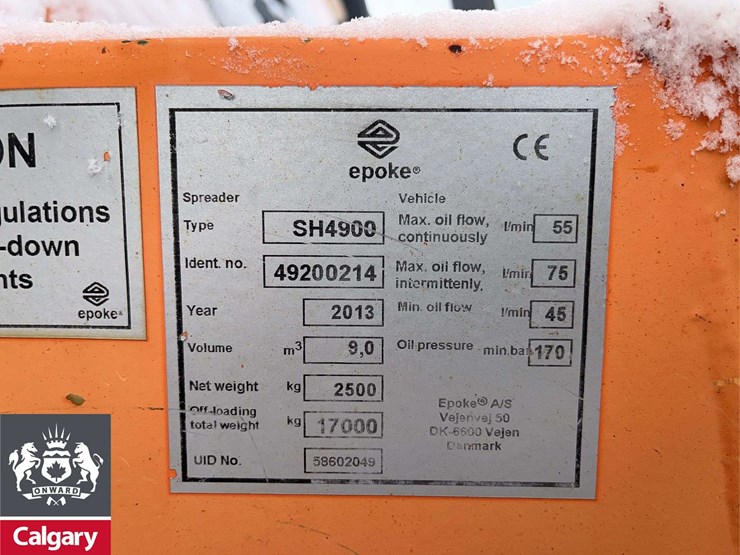 ON
gulations
-down
nts
epoke
epoke®
CE
Spreader
Type SH4900
Ident. no. 49200214
Year 2013
Volume m3 9,0
Net weight kg 2500
Off-loading
total weight kg 17000
UID No. 58602049
Vehicle
Max. oil flow,
continuously l/min 55
Max. oil flow,
intermittenly, l/min 75
Min. oil flow l/min 45
Oil pressure min.bar 170
Epoke® A/S
Vejenvej 50
DK-6600 Vejen
Denmark
ONWARD
Calgary